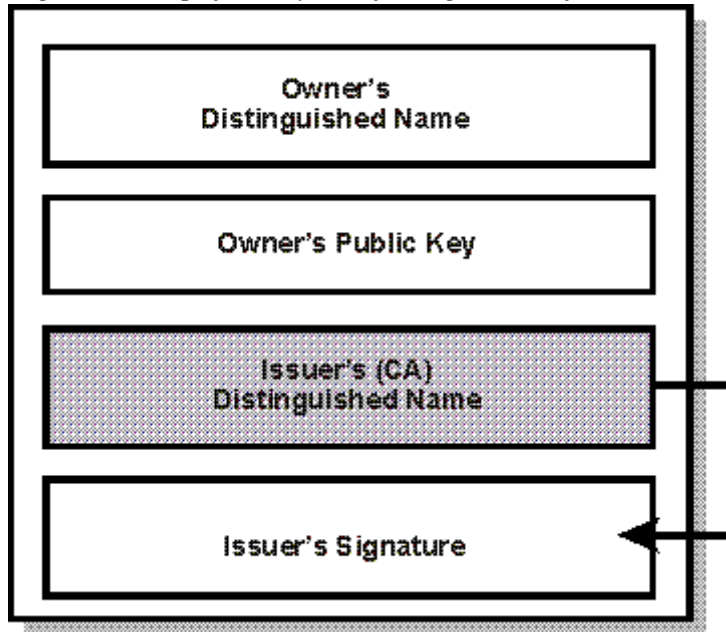 Owner's
Distinguished Name
Owner's Public Key
Issuer's (CA)
Distinguished Name
Issuer's Signature